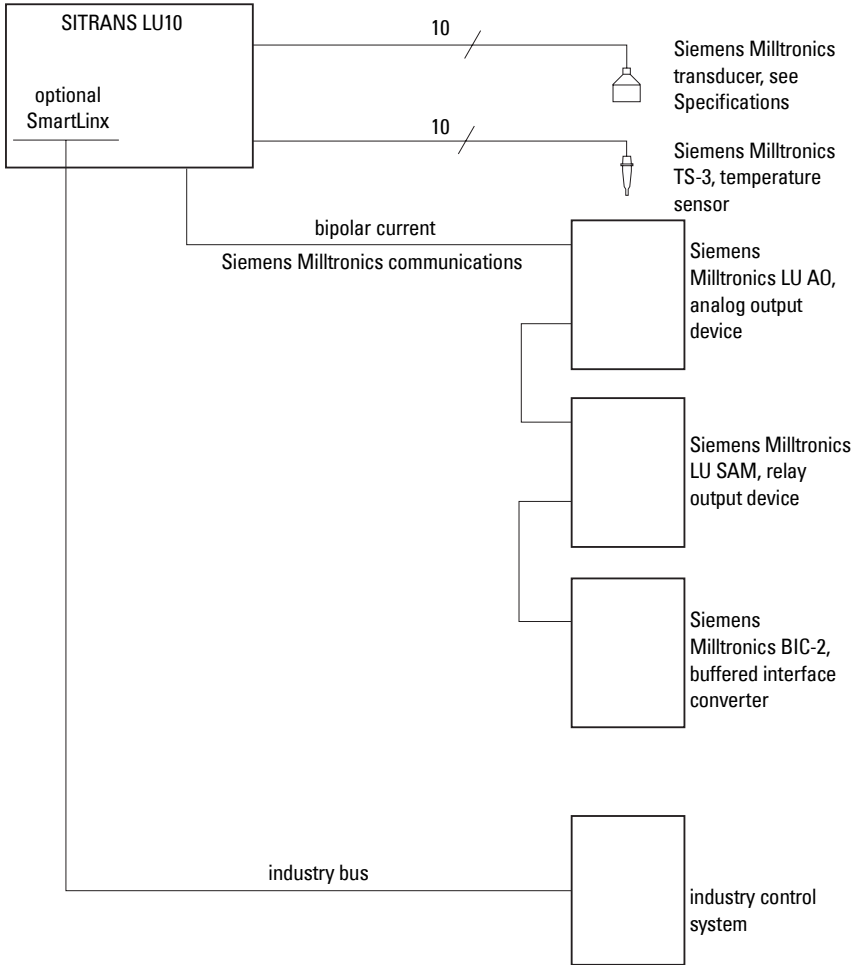 SITRANS LU10
optional
SmartLinx
10
Siemens Milltronics
transducer, see
Specifications
10
Siemens Milltronics
TS-3, temperature
sensor
bipolar current
Siemens Milltronics communications
Siemens
Milltronics LU AO,
analog output
device
Siemens Milltronics
LU SAM, relay
output device
Siemens
Milltronics BIC-2,
buffered interface
converter
industry bus
industry control
system